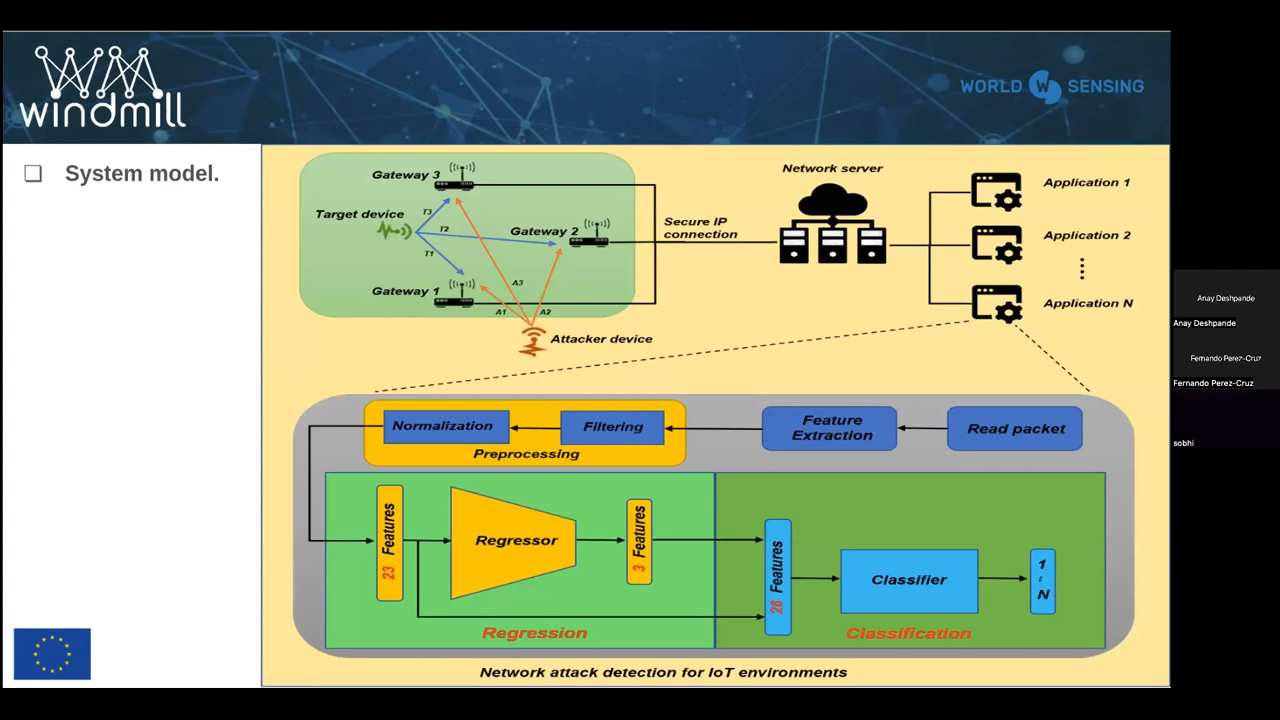 windmill
WORLD SENSING
System model.
Gateway 3
Target device
T3
T2
T1
Gateway 2
Gateway 1
A3
A1
A2
Attacker device
Secure IP
connection
Network server
Application 1
Application 2
Application N
Normalization
Filtering
Preprocessing
Feature
Extraction
Read packet
23 Features
Regressor
3 Features
Regression
26 Features
Classifier
1
:
N
Classification
Network attack detection for IoT environments
Anay Deshpande
Anay Deshpande
Fernando Perez-Cruz
Fernando Perez-Cruz
sobhi